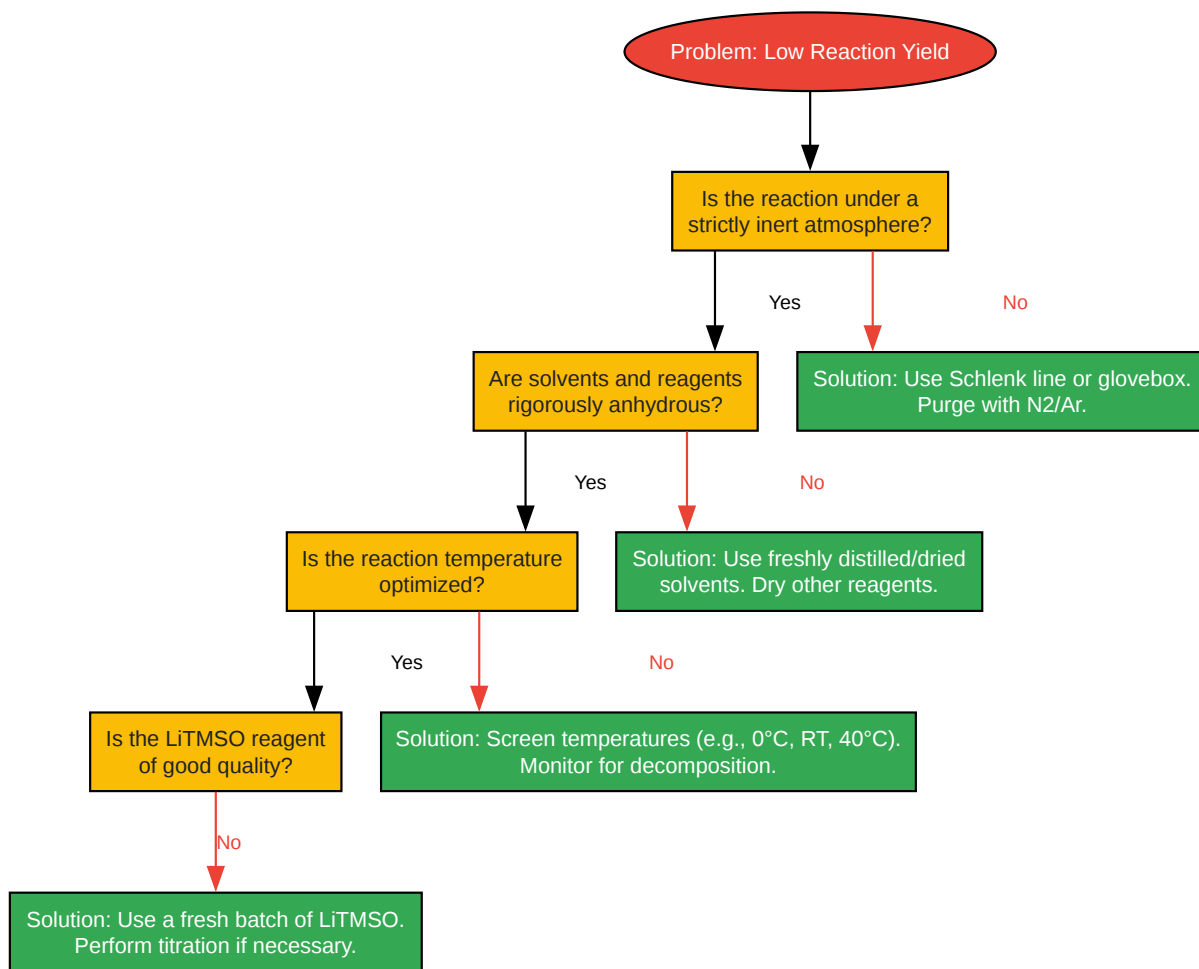 Problem: Low Reaction Yield
Is the reaction under a
strictly inert atmosphere?
Yes
No
Are solvents and reagents
rigorously anhydrous?
Solution: Use Schlenk line or glovebox.
Purge with N2/Ar.
Yes
No
Is the reaction temperature
optimized?
Solution: Use freshly distilled/dried
solvents. Dry other reagents.
Yes
No
Is the LiTMSO reagent
of good quality?
Solution: Screen temperatures (e.g., 0°C, RT, 40°C).
Monitor for decomposition.
No
Solution: Use a fresh batch of LiTMSO.
Perform titration if necessary.